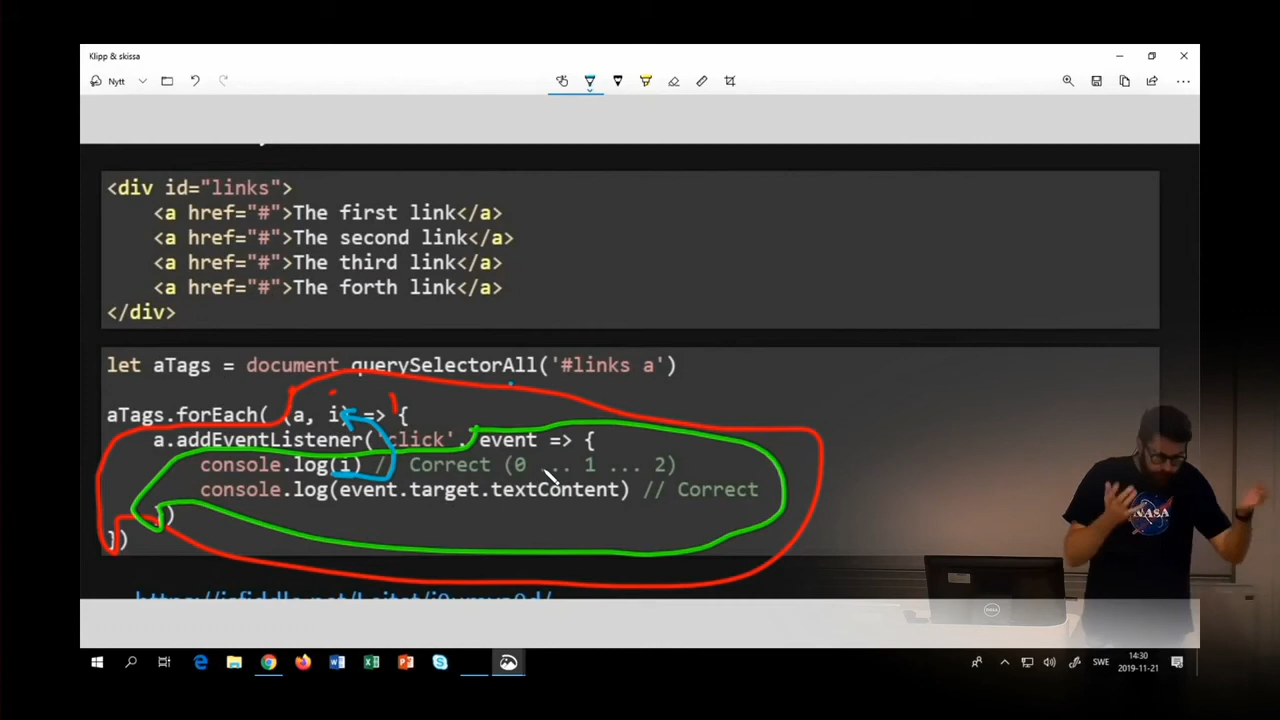 Klipp & skissa
Nytt
<div id="links">
<a href="#">The first link</a>
<a href="#">The second link</a>
<a href="#">The third link</a>
<a href="#">The forth link</a>
</div>
let aTags = document.querySelectorAll('#links a')
aTags.forEach( (a, i) => {
a.addEventListener('click', event => {
console.log(i) // Correct (0 ... 1 ... 2)
console.log(event.target.textContent) // Correct
})
})
NASA
DELL
SWE
14:30
2019-11-21